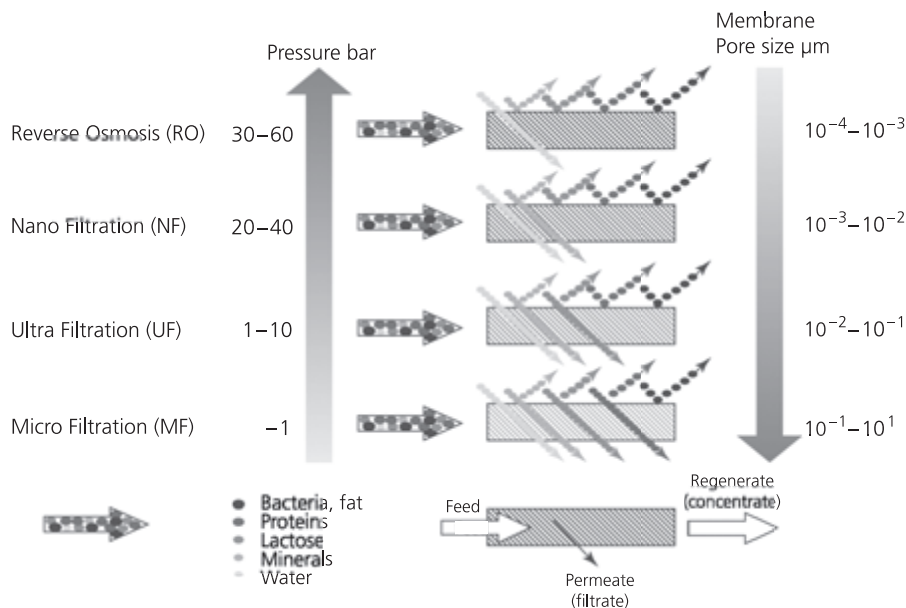 Membrane
Pore size μm
Pressure bar
Reverse Osmosis (RO) 30–60 10⁻⁴–10⁻³
Nano Filtration (NF) 20–40 10⁻³–10⁻²
Ultra Filtration (UF) 1–10 10⁻²–10⁻¹
Micro Filtration (MF) –1 10⁻¹–10¹
Bacteria, fat
Proteins
Lactose
Minerals
Water
Feed
Regenerate
(concentrate)
Permeate
(filtrate)